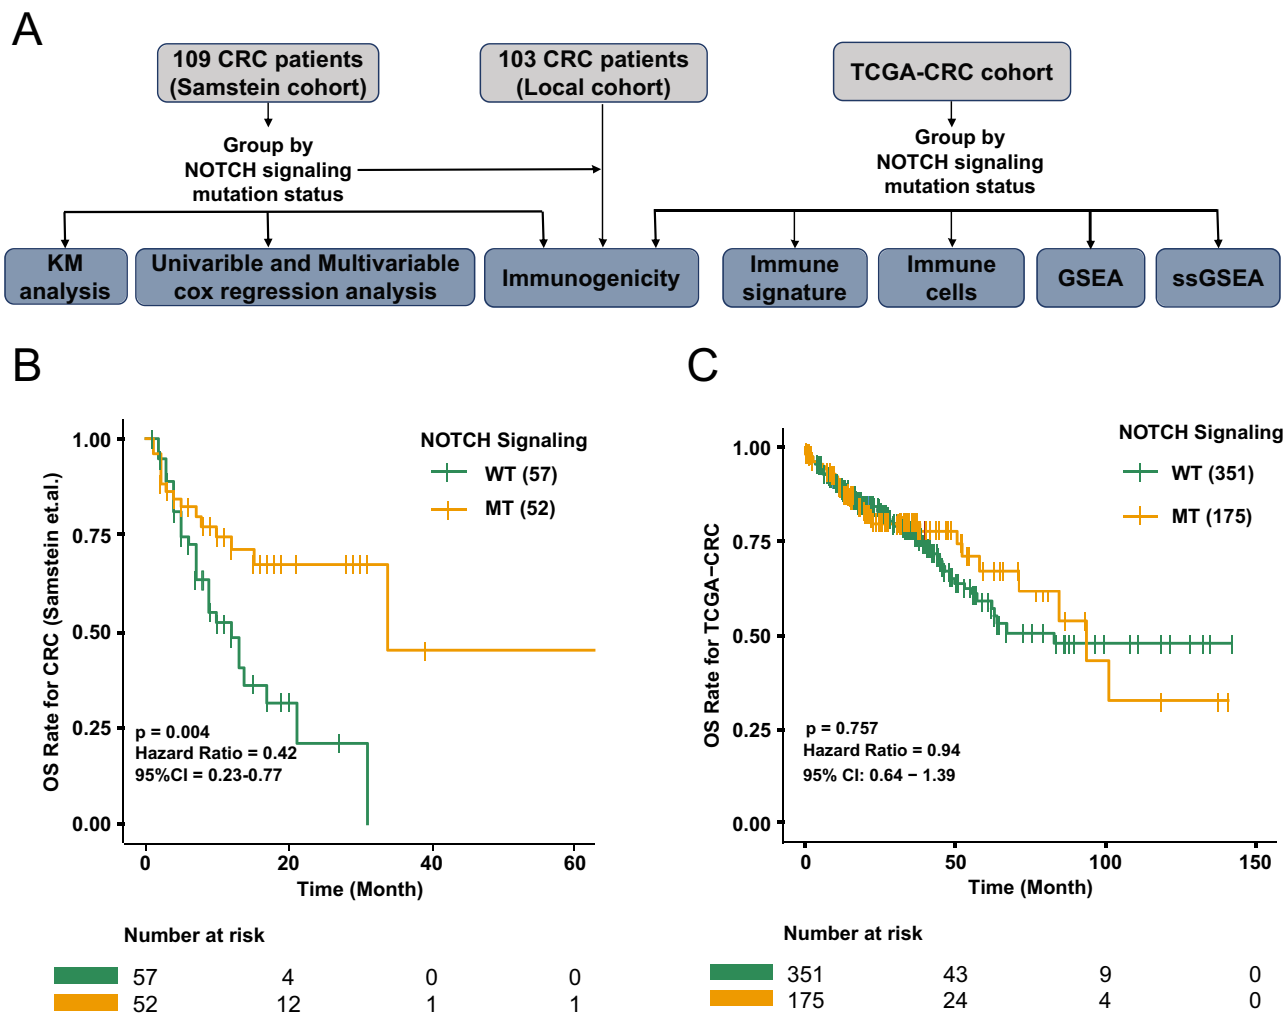 A
109 CRC patients
(Samstein cohort)
103 CRC patients
(Local cohort)
TCGA-CRC cohort
Group by
NOTCH signaling
mutation status
Group by
NOTCH signaling
mutation status
KM
analysis
Univarible and Multivariable
cox regression analysis
Immunogenicity
Immune
signature
Immune
cells
GSEA
ssGSEA
B
OS Rate for CRC (Samstein et.al.)
1.00
0.75
0.50
0.25
0.00
NOTCH Signaling
WT (57)
MT (52)
p = 0.004
Hazard Ratio = 0.42
95%CI = 0.23-0.77
0 20 40 60
Time (Month)
Number at risk
57 4 0 0
52 12 1 1
C
OS Rate for TCGA−CRC
1.00
0.75
0.50
0.25
0.00
NOTCH Signaling
WT (351)
MT (175)
p = 0.757
Hazard Ratio = 0.94
95% CI: 0.64 − 1.39
0 50 100 150
Time (Month)
Number at risk
351 43 9 0
175 24 4 0